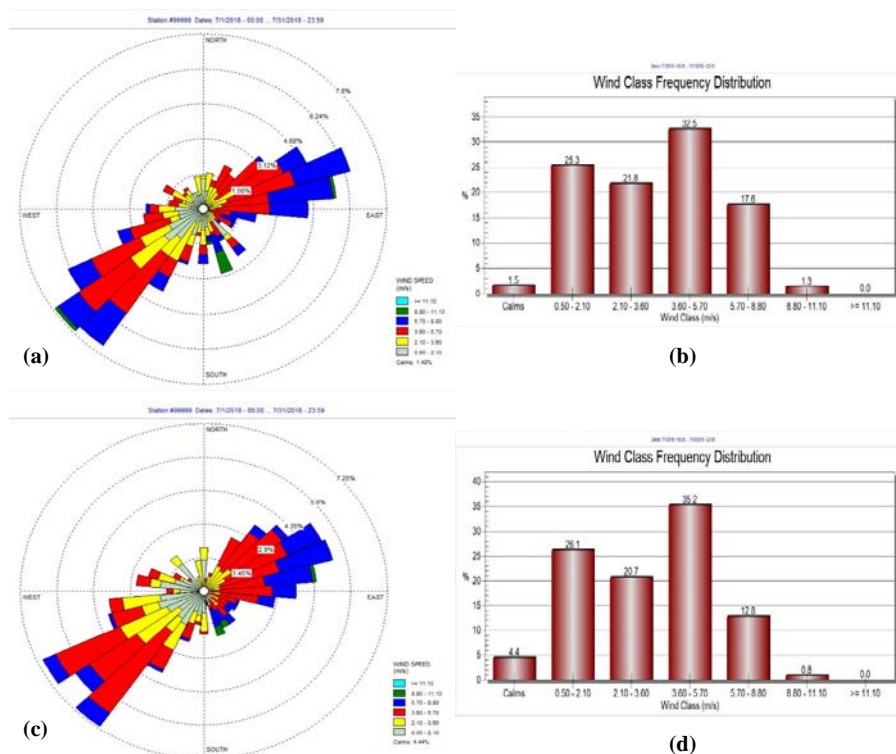 Station #99999 Dates: 7/1/2018 - 00:00 ... 7/31/2018 - 23:59
NORTH
7.8%
6.24%
4.68%
3.12%
1.56%
WEST
EAST
SOUTH
WIND SPEED
(m/s)
>= 11.10
8.80 - 11.10
5.70 - 8.80
3.60 - 5.70
2.10 - 3.60
0.50 - 2.10
Calms: 1.48%
(a)
Wind Class Frequency Distribution
%
35
30
25
20
15
10
5
0
1.5
25.3
21.8
32.5
17.6
1.3
0.0
Calms
0.50 - 2.10
2.10 - 3.60
3.60 - 5.70
5.70 - 8.80
8.80 - 11.10
>= 11.10
Wind Class (m/s)
(b)
Station #99999 Dates: 7/1/2018 - 00:00 ... 7/31/2018 - 23:59
NORTH
7.25%
5.8%
4.35%
2.9%
1.45%
WEST
EAST
SOUTH
WIND SPEED
(m/s)
>= 11.10
8.80 - 11.10
5.70 - 8.80
3.60 - 5.70
2.10 - 3.60
0.50 - 2.10
Calms: 4.44%
(c)
Wind Class Frequency Distribution
%
40
35
30
25
20
15
10
5
0
4.4
26.1
20.7
35.2
12.8
0.8
0.0
Calms
0.50 - 2.10
2.10 - 3.60
3.60 - 5.70
5.70 - 8.80
8.80 - 11.10
>= 11.10
Wind Class (m/s)
(d)